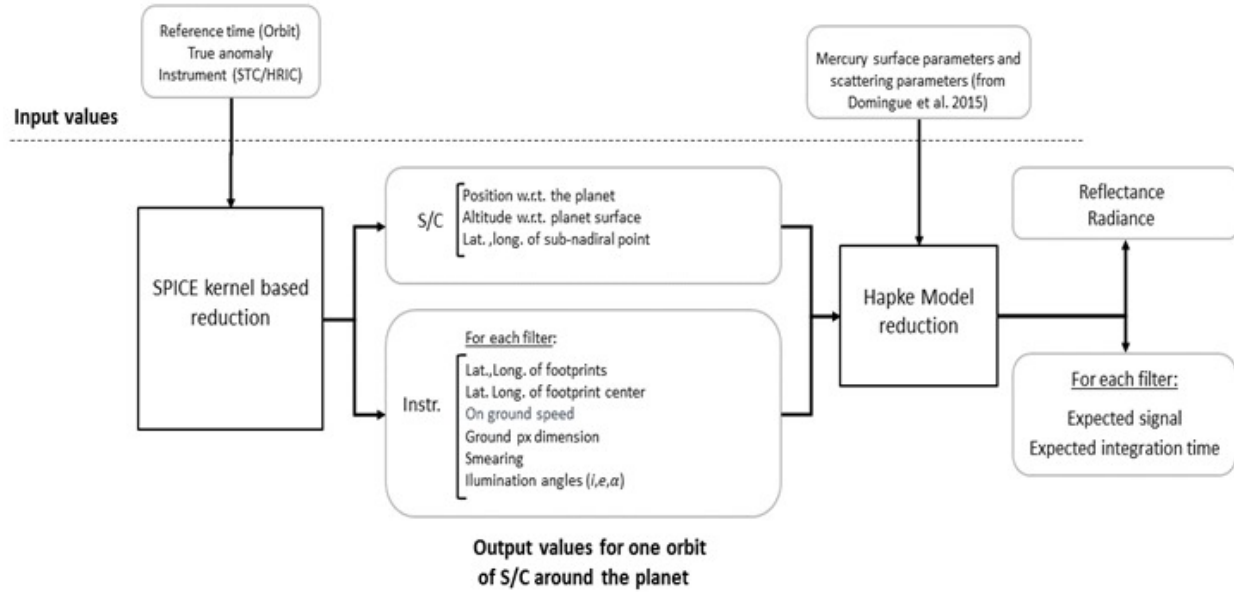 Reference time (Orbit)
True anomaly
Instrument (STC/HRIC)
Mercury surface parameters and
scattering parameters (from
Domingue et al. 2015)
Input values
SPICE kernel based
reduction
S/C
Position w.r.t. the planet
Altitude w.r.t. planet surface
Lat. ,long. of sub-nadiral point
Instr.
For each filter:
Lat.,Long. of footprints
Lat. Long. of footprint center
On ground speed
Ground px dimension
Smearing
Ilumination angles (i,e,α)
Hapke Model
reduction
Reflectance
Radiance
For each filter:
Expected signal
Expected integration time
Output values for one orbit
of S/C around the planet